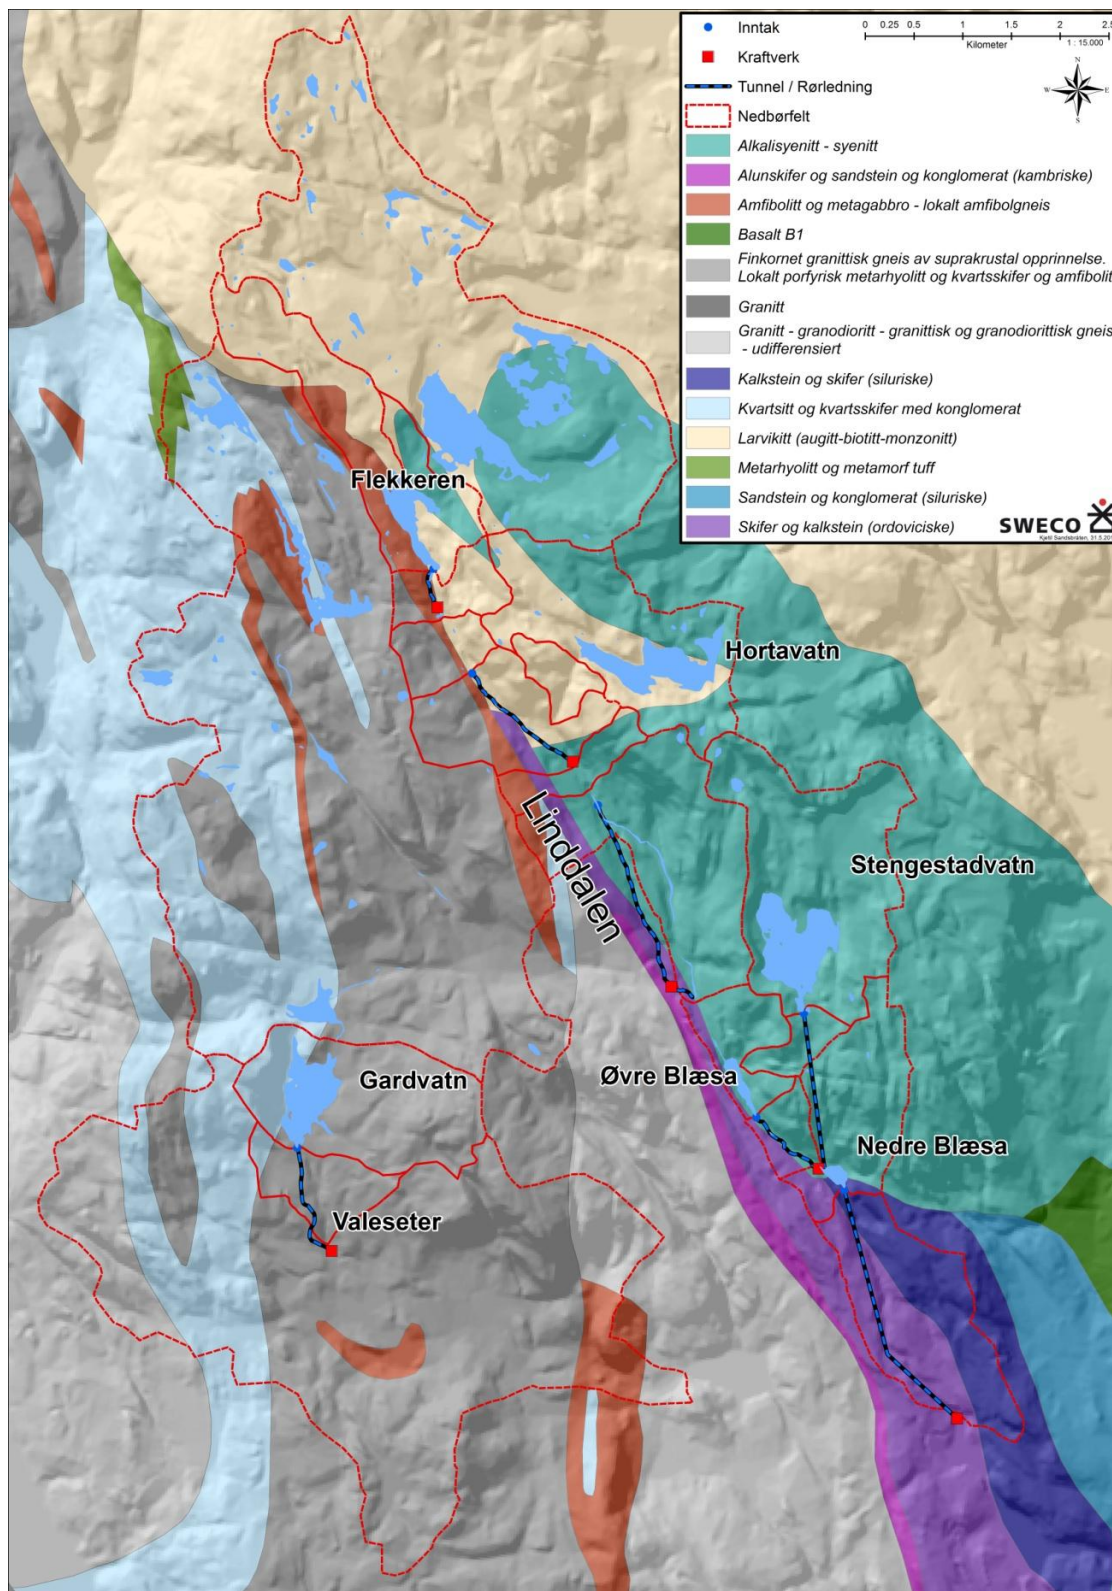 Inntak
Kraftverk
Tunnel / Rørledning
Nedbørfelt
Alkalisyenitt - syenitt
Alunskifer og sandstein og konglomerat (kambriske)
Amfibolitt og metagabbro - lokalt amfibolgneis
Basalt B1
Finkornet granittisk gneis av suprakrustal opprinnelse.
Lokalt porfyrisk metarhyolitt og kvartsskifer og amfibolit
Granitt
Granitt - granodioritt - granittisk og granodiorittisk gneis
- udifferensiert
Kalkstein og skifer (siluriske)
Kvartsitt og kvartsskifer med konglomerat
Larvikitt (augitt-biotitt-monzonitt)
Metarhyolitt og metamorf tuff
Sandstein og konglomerat (siluriske)
Skifer og kalkstein (ordoviciske)
0 0.25 0.5 1 1.5 2 2.5
Kilometer
1 : 15.000
N
W E
S
SWECO
Flekkeren
Hortavatn
Linddalen
Stengestadvatn
Gardvatn
Øvre Blæsa
Nedre Blæsa
Valeseter